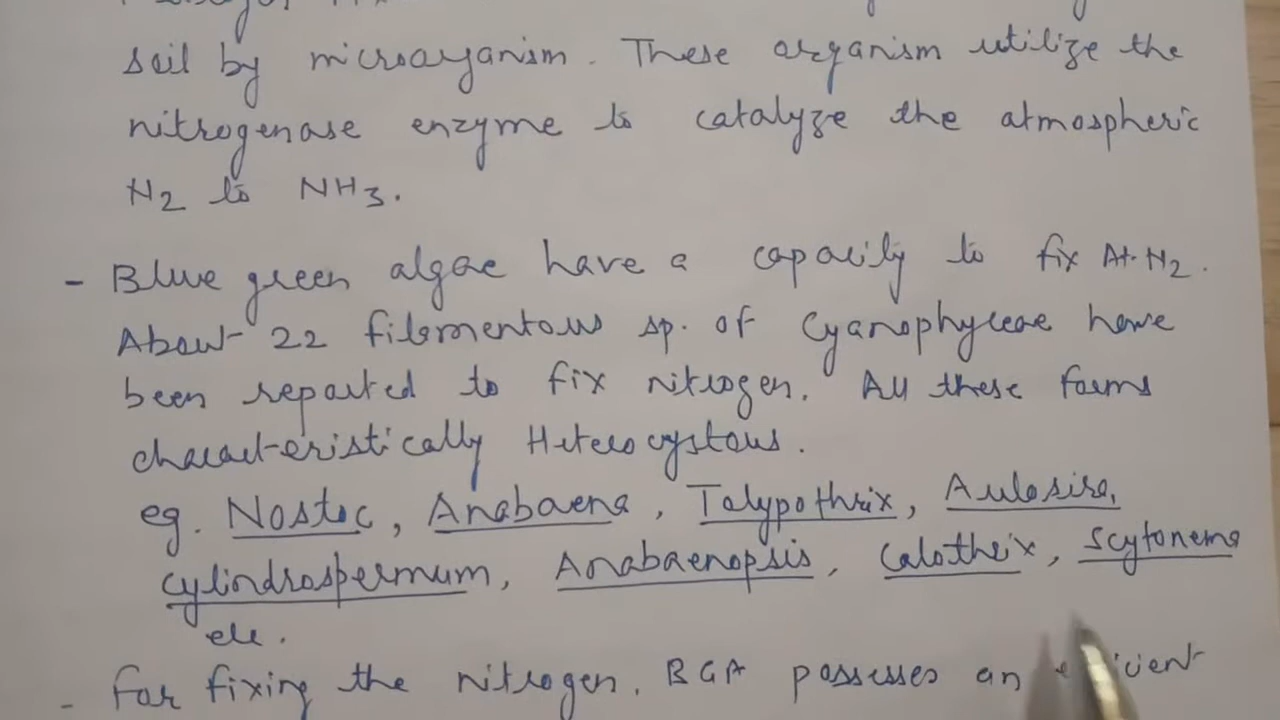 soil by microorganism. These organism utilize the
nitrogenase enzyme to catalyze the atmospheric
N2 to NH3.
- Blue green algae have a capacity to fix At. N2.
About 22 filamentous sp. of Cyanophyceae have
been reported to fix nitrogen. All these forms
characteristically Heterocystous.
eg. Nostoc, Anabaena, Tolypothrix, Aulosira,
Cylindrospermum, Anabaenopsis, Calothrix, Scytonema
etc.
- For fixing the nitrogen, BGA possesses an